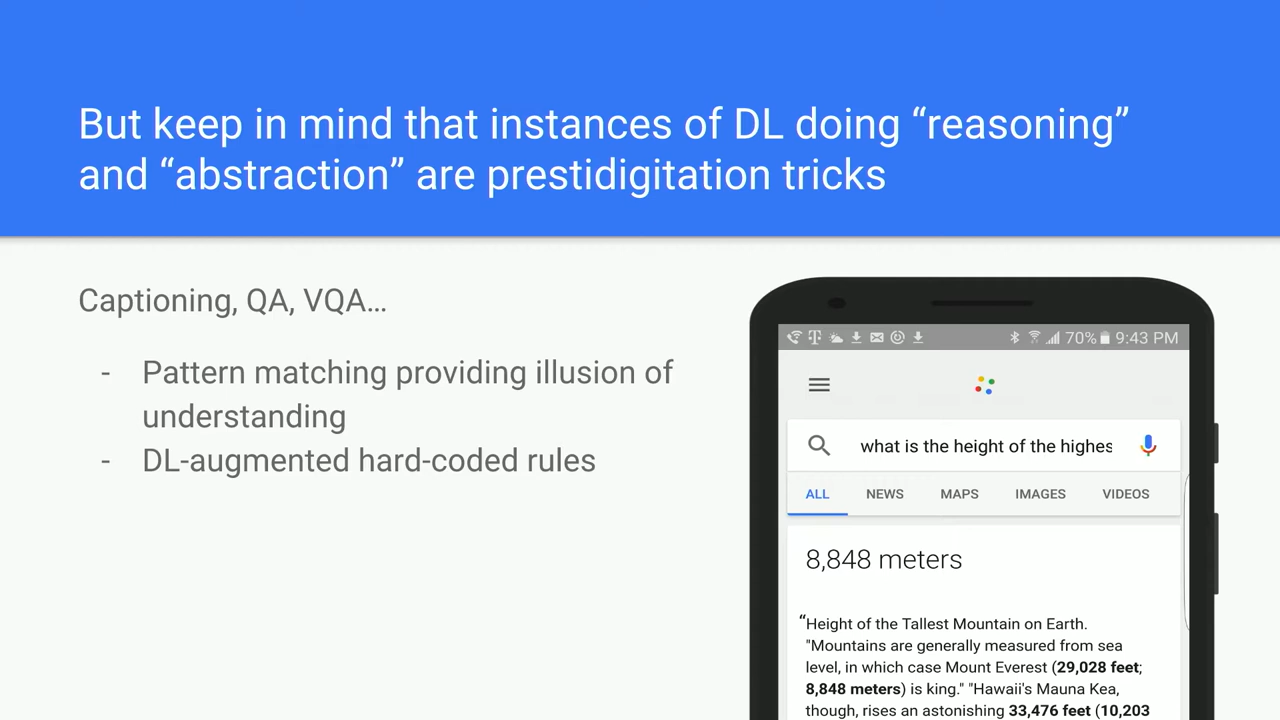 But keep in mind that instances of DL doing “reasoning”
and “abstraction” are prestidigitation tricks
Captioning, QA, VQA…
- Pattern matching providing illusion of
understanding
- DL-augmented hard-coded rules
70% 9:43 PM
what is the height of the highes
ALL NEWS MAPS IMAGES VIDEOS
8,848 meters
“Height of the Tallest Mountain on Earth.
"Mountains are generally measured from sea
level, in which case Mount Everest (29,028 feet;
8,848 meters) is king." "Hawaii's Mauna Kea,
though, rises an astonishing 33,476 feet (10,203